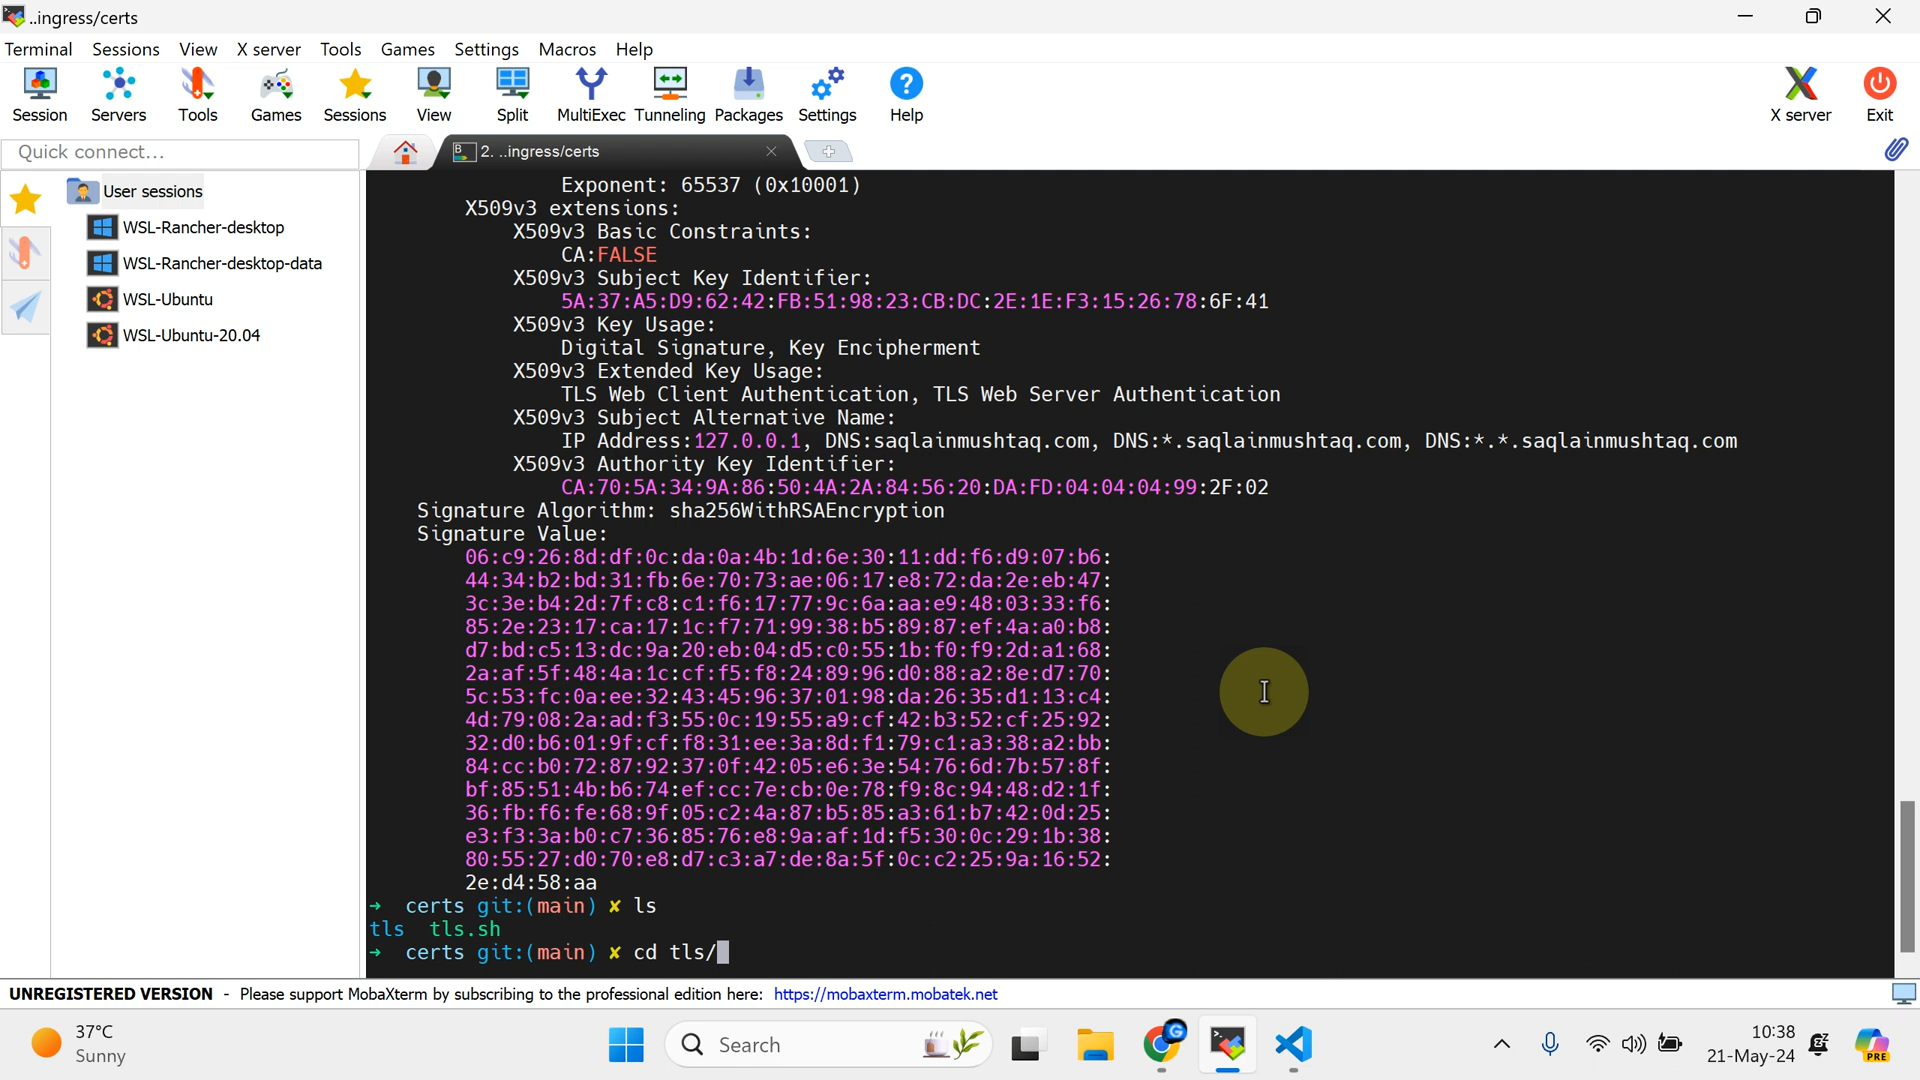 ..ingress/certs
Terminal Sessions View X server Tools Games Settings Macros Help
Session Servers Tools Games Sessions View Split MultiExec Tunneling Packages Settings Help X server Exit
Quick connect...
2. ..ingress/certs
User sessions
WSL-Rancher-desktop
WSL-Rancher-desktop-data
WSL-Ubuntu
WSL-Ubuntu-20.04
Exponent: 65537 (0x10001)
X509v3 extensions:
X509v3 Basic Constraints:
CA:FALSE
X509v3 Subject Key Identifier:
5A:37:A5:D9:62:42:FB:51:98:23:CB:DC:2E:1E:F3:15:26:78:6F:41
X509v3 Key Usage:
Digital Signature, Key Encipherment
X509v3 Extended Key Usage:
TLS Web Client Authentication, TLS Web Server Authentication
X509v3 Subject Alternative Name:
IP Address:127.0.0.1, DNS:saqlainmushtaq.com, DNS:*.saqlainmushtaq.com, DNS:*.*.saqlainmushtaq.com
X509v3 Authority Key Identifier:
CA:70:5A:34:9A:86:50:4A:2A:84:56:20:DA:FD:04:04:04:99:2F:02
Signature Algorithm: sha256WithRSAEncryption
Signature Value:
06:c9:26:8d:df:0c:da:0a:4b:1d:6e:30:11:dd:f6:d9:07:b6:
44:34:b2:bd:31:fb:6e:70:73:ae:06:17:e8:72:da:2e:eb:47:
3c:3e:b4:2d:7f:c8:c1:f6:17:77:9c:6a:aa:e9:48:03:33:f6:
85:2e:23:17:ca:17:1c:f7:71:99:38:b5:89:87:ef:4a:a0:b8:
d7:bd:c5:13:dc:9a:20:eb:04:d5:c0:55:1b:f0:f9:2d:a1:68:
2a:af:5f:48:4a:1c:cf:f5:f8:24:89:96:d0:88:a2:8e:d7:70:
5c:53:fc:0a:ee:32:43:45:96:37:01:98:da:26:35:d1:13:c4:
4d:79:08:2a:ad:f3:55:0c:19:55:a9:cf:42:b3:52:cf:25:92:
32:d0:b6:01:9f:cf:f8:31:ee:3a:8d:f1:79:c1:a3:38:a2:bb:
84:cc:b0:72:87:92:37:0f:42:05:e6:3e:54:76:6d:7b:57:8f:
bf:85:51:4b:b6:74:ef:cc:7e:cb:0e:78:f9:8c:94:48:d2:1f:
36:fb:f6:fe:68:9f:05:c2:4a:87:b5:85:a3:61:b7:42:0d:25:
e3:f3:3a:b0:c7:36:85:76:e8:9a:af:1d:f5:30:0c:29:1b:38:
80:55:27:d0:70:e8:d7:c3:a7:de:8a:5f:0c:c2:25:9a:16:52:
2e:d4:58:aa
➜ certs git:(main) ✗ ls
tls tls.sh
➜ certs git:(main) ✗ cd tls/
UNREGISTERED VERSION - Please support MobaXterm by subscribing to the professional edition here: https://mobaxterm.mobatek.net
37°C
Sunny
Search
10:38
21-May-24
PRE